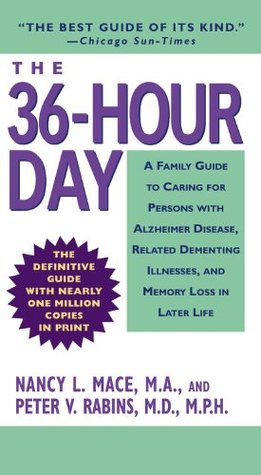 "THE BEST GUIDE OF ITS KIND."
—Chicago Sun-Times
THE
36-HOUR
DAY
A FAMILY GUIDE
TO CARING FOR
PERSONS WITH
ALZHEIMER DISEASE,
RELATED DEMENTING
ILLNESSES, AND
MEMORY LOSS IN
LATER LIFE
THE
DEFINITIVE
GUIDE
WITH NEARLY
ONE MILLION
COPIES
IN PRINT
NANCY L. MACE, M.A., AND
PETER V. RABINS, M.D., M.P.H.